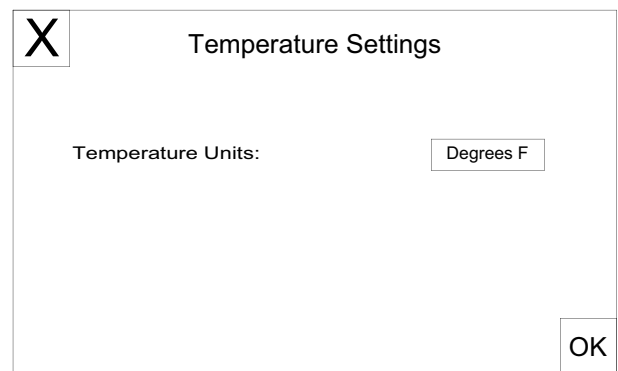 X
Temperature Settings
Temperature Units:
Degrees F
OK